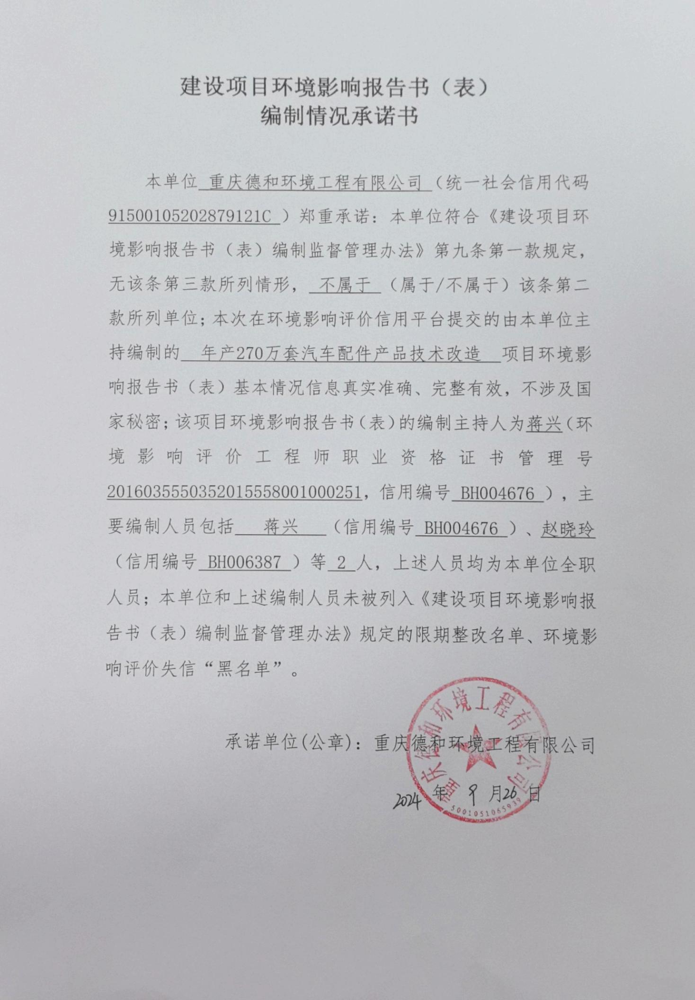 建设项目环境影响报告书（表）
编制情况承诺书
本单位 重庆德和环境工程有限公司 （统一社会信用代码
91500105202879121C ）郑重承诺：本单位符合《建设项目环
境影响报告书（表）编制监督管理办法》第九条第一款规定，
无该条第三款所列情形， 不属于 （属于/不属于）该条第二
款所列单位；本次在环境影响评价信用平台提交的由本单位主
持编制的 年产270万套汽车配件产品技术改造 项目环境影
响报告书（表）基本情况信息真实准确、完整有效，不涉及国
家秘密；该项目环境影响报告书（表）的编制主持人为蒋兴（环
境影响评价工程师职业资格证书管理号
2016035550352015558001000251，信用编号 BH004676 ），主
要编制人员包括 蒋兴 （信用编号 BH004676 ）、赵晓玲
（信用编号 BH006387 ）等 2 人，上述人员均为本单位全职
人员；本单位和上述编制人员未被列入《建设项目环境影响报
告书（表）编制监督管理办法》规定的限期整改名单、环境影
响评价失信“黑名单”。
承诺单位(公章)：重庆德和环境工程有限公司
2024 年 9 月 26 日
重庆德和环境工程有限公司
5001051065939